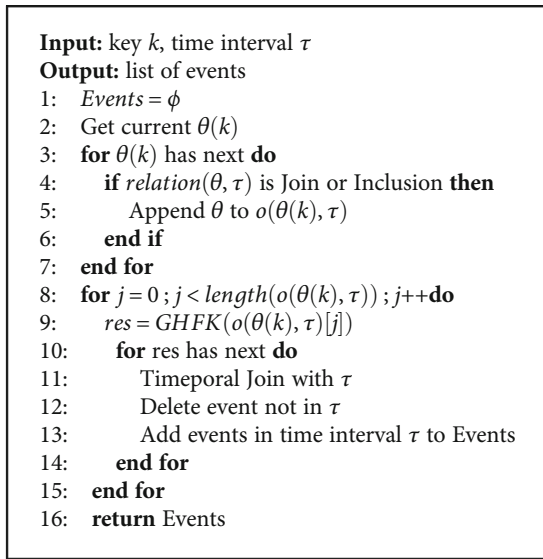 Input: key k, time interval τ
Output: list of events
1: Events = ϕ
2: Get current θ(k)
3: for θ(k) has next do
4: if relation(θ, τ) is Join or Inclusion then
5: Append θ to o(θ(k), τ)
6: end if
7: end for
8: for j = 0 ; j < length(o(θ(k), τ)) ; j++do
9: res = GHFK(o(θ(k), τ)[j])
10: for res has next do
11: Timeporal Join with τ
12: Delete event not in τ
13: Add events in time interval τ to Events
14: end for
15: end for
16: return Events